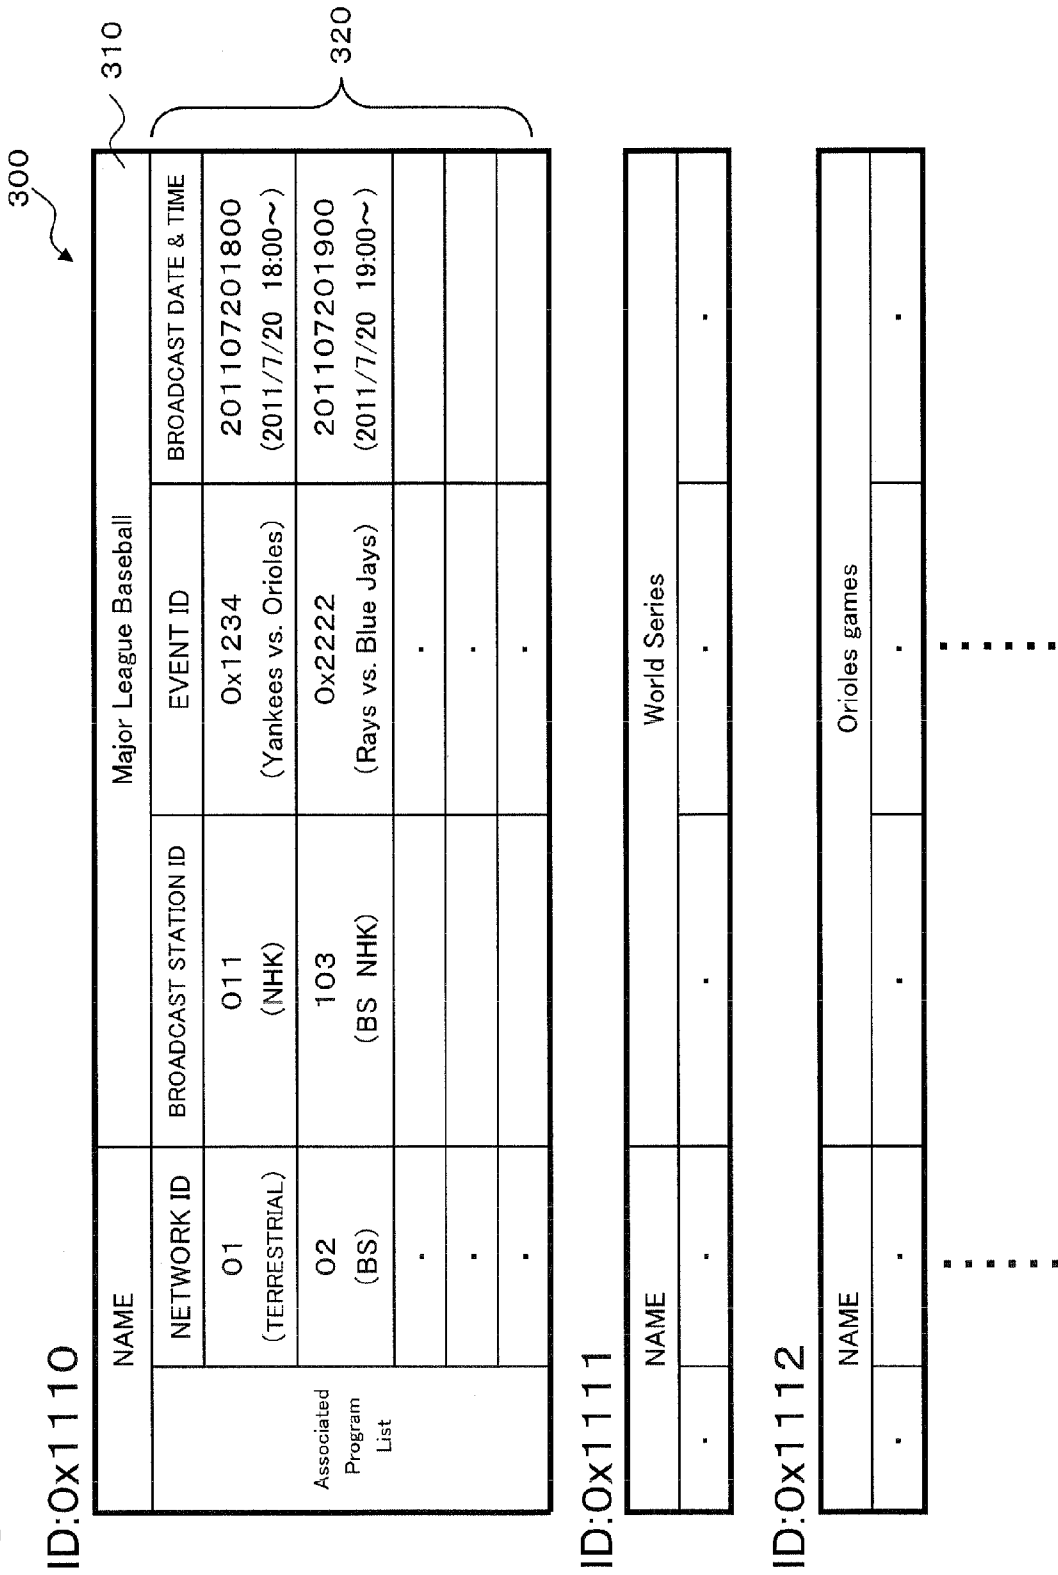 300
310
320
ID:0x1110
NAME Major League Baseball
Associated Program List
NETWORK ID BROADCAST STATION ID EVENT ID BROADCAST DATE & TIME
01 011 0x1234 201107201800
(TERRESTRIAL) (NHK) (Yankees vs. Orioles) (2011/7/20 18:00~)
02 103 0x2222 201107201900
(BS) (BS NHK) (Rays vs. Blue Jays) (2011/7/20 19:00~)
ID:0x1111
NAME World Series
ID:0x1112
NAME Orioles games